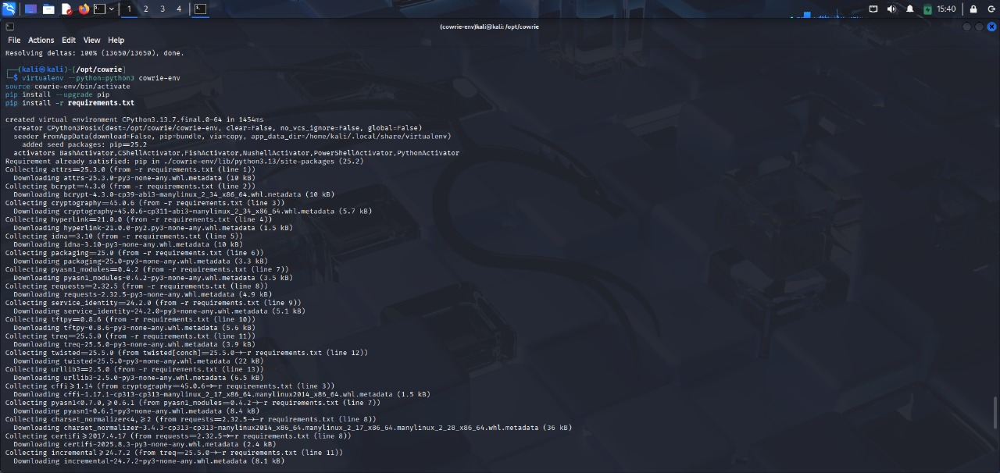 1 2 3 4
15:40
(cowrie-env)kali@kali: /opt/cowrie
File Actions Edit View Help
Resolving deltas: 100% (13650/13650), done.
┌──(kali㉿kali)-[/opt/cowrie]
└─$ virtualenv --python=python3 cowrie-env
source cowrie-env/bin/activate
pip install --upgrade pip
pip install -r requirements.txt
created virtual environment CPython3.13.7.final.0-64 in 1454ms
creator CPython3Posix(dest=/opt/cowrie/cowrie-env, clear=False, no_vcs_ignore=False, global=False)
seeder FromAppData(download=False, pip=bundle, via=copy, app_data_dir=/home/kali/.local/share/virtualenv)
added seed packages: pip==25.2
activators BashActivator,CShellActivator,FishActivator,NushellActivator,PowerShellActivator,PythonActivator
Requirement already satisfied: pip in ./cowrie-env/lib/python3.13/site-packages (25.2)
Collecting attrs==25.3.0 (from -r requirements.txt (line 1))
Downloading attrs-25.3.0-py3-none-any.whl.metadata (10 kB)
Collecting bcrypt==4.3.0 (from -r requirements.txt (line 2))
Downloading bcrypt-4.3.0-cp39-abi3-manylinux_2_34_x86_64.whl.metadata (10 kB)
Collecting cryptography==45.0.6 (from -r requirements.txt (line 3))
Downloading cryptography-45.0.6-cp311-abi3-manylinux_2_34_x86_64.whl.metadata (5.7 kB)
Collecting hyperlink==21.0.0 (from -r requirements.txt (line 4))
Downloading hyperlink-21.0.0-py2.py3-none-any.whl.metadata (1.5 kB)
Collecting idna==3.10 (from -r requirements.txt (line 5))
Downloading idna-3.10-py3-none-any.whl.metadata (10 kB)
Collecting packaging==25.0 (from -r requirements.txt (line 6))
Downloading packaging-25.0-py3-none-any.whl.metadata (3.3 kB)
Collecting pyasn1_modules==0.4.2 (from -r requirements.txt (line 7))
Downloading pyasn1_modules-0.4.2-py3-none-any.whl.metadata (3.5 kB)
Collecting requests==2.32.5 (from -r requirements.txt (line 8))
Downloading requests-2.32.5-py3-none-any.whl.metadata (4.9 kB)
Collecting service_identity==24.2.0 (from -r requirements.txt (line 9))
Downloading service_identity-24.2.0-py3-none-any.whl.metadata (5.1 kB)
Collecting tftpy==0.8.6 (from -r requirements.txt (line 10))
Downloading tftpy-0.8.6-py3-none-any.whl.metadata (5.6 kB)
Collecting treq==25.5.0 (from -r requirements.txt (line 11))
Downloading treq-25.5.0-py3-none-any.whl.metadata (3.9 kB)
Collecting twisted==25.5.0 (from twisted[conch]==25.5.0->-r requirements.txt (line 12))
Downloading twisted-25.5.0-py3-none-any.whl.metadata (22 kB)
Collecting urllib3==2.5.0 (from -r requirements.txt (line 13))
Downloading urllib3-2.5.0-py3-none-any.whl.metadata (6.5 kB)
Collecting cffi>=1.14 (from cryptography==45.0.6->-r requirements.txt (line 3))
Downloading cffi-1.17.1-cp313-cp313-manylinux_2_17_x86_64.manylinux2014_x86_64.whl.metadata (1.5 kB)
Collecting pyasn1<0.7.0,>=0.6.1 (from pyasn1_modules==0.4.2->-r requirements.txt (line 7))
Downloading pyasn1-0.6.1-py3-none-any.whl.metadata (8.4 kB)
Collecting charset_normalizer<4,>=2 (from requests==2.32.5->-r requirements.txt (line 8))
Downloading charset_normalizer-3.4.3-cp313-cp313-manylinux2014_x86_64.manylinux_2_17_x86_64.manylinux_2_28_x86_64.whl.metadata (36 kB)
Collecting certifi>=2017.4.17 (from requests==2.32.5->-r requirements.txt (line 8))
Downloading certifi-2025.8.3-py3-none-any.whl.metadata (2.4 kB)
Collecting incremental>=24.7.2 (from treq==25.5.0->-r requirements.txt (line 11))
Downloading incremental-24.7.2-py3-none-any.whl.metadata (8.1 kB)